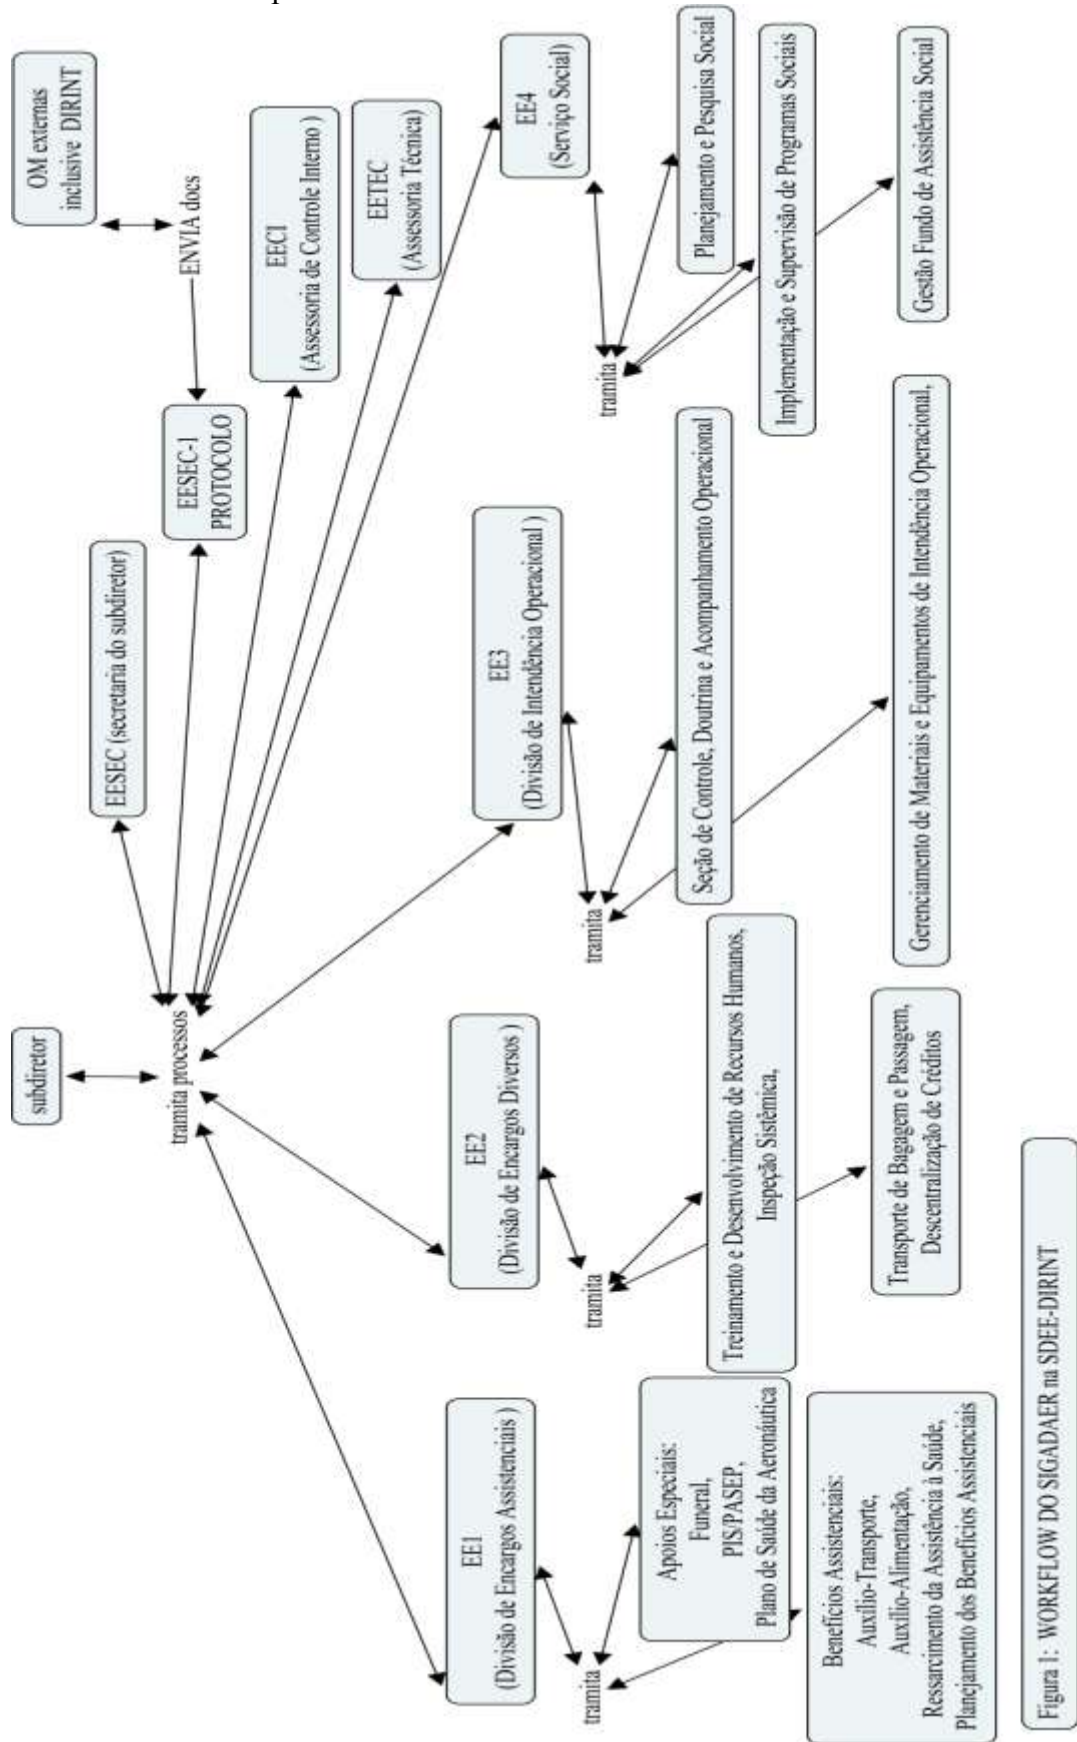 subdiretor
tramita processos
EESEC (secretaria do subdiretor)
EESEC-1
PROTOCOLO
ENVIA docs
OM externas
inclusive DIRINT
EECI
(Assessoria de Controle Interno )
EETEC
(Assessoria Técnica)
EE1
(Divisão de Encargos Assistenciais )
tramita
Apoios Especiais:
Funeral,
PIS/PASEP,
Plano de Saúde da Aeronáutica
Benefícios Assistenciais:
Auxílio-Transporte,
Auxílio-Alimentação,
Ressarcimento da Assistência à Saúde,
Planejamento dos Benefícios Assistenciais
EE2
(Divisão de Encargos Diversos)
tramita
Treinamento e Desenvolvimento de Recursos Humanos,
Inspeção Sistêmica,
Transporte de Bagagem e Passagem,
Descentralização de Créditos
EE3
(Divisão de Intendência Operacional )
tramita
Seção de Controle, Doutrina e Acompanhamento Operacional
Gerenciamento de Materiais e Equipamentos de Intendência Operacional,
EE4
(Serviço Social)
tramita
Planejamento e Pesquisa Social
Implementação e Supervisão de Programas Sociais
Gestão Fundo de Assistência Social
Figura 1: WORKFLOW DO SIGADAER na SDEE-DIRINT